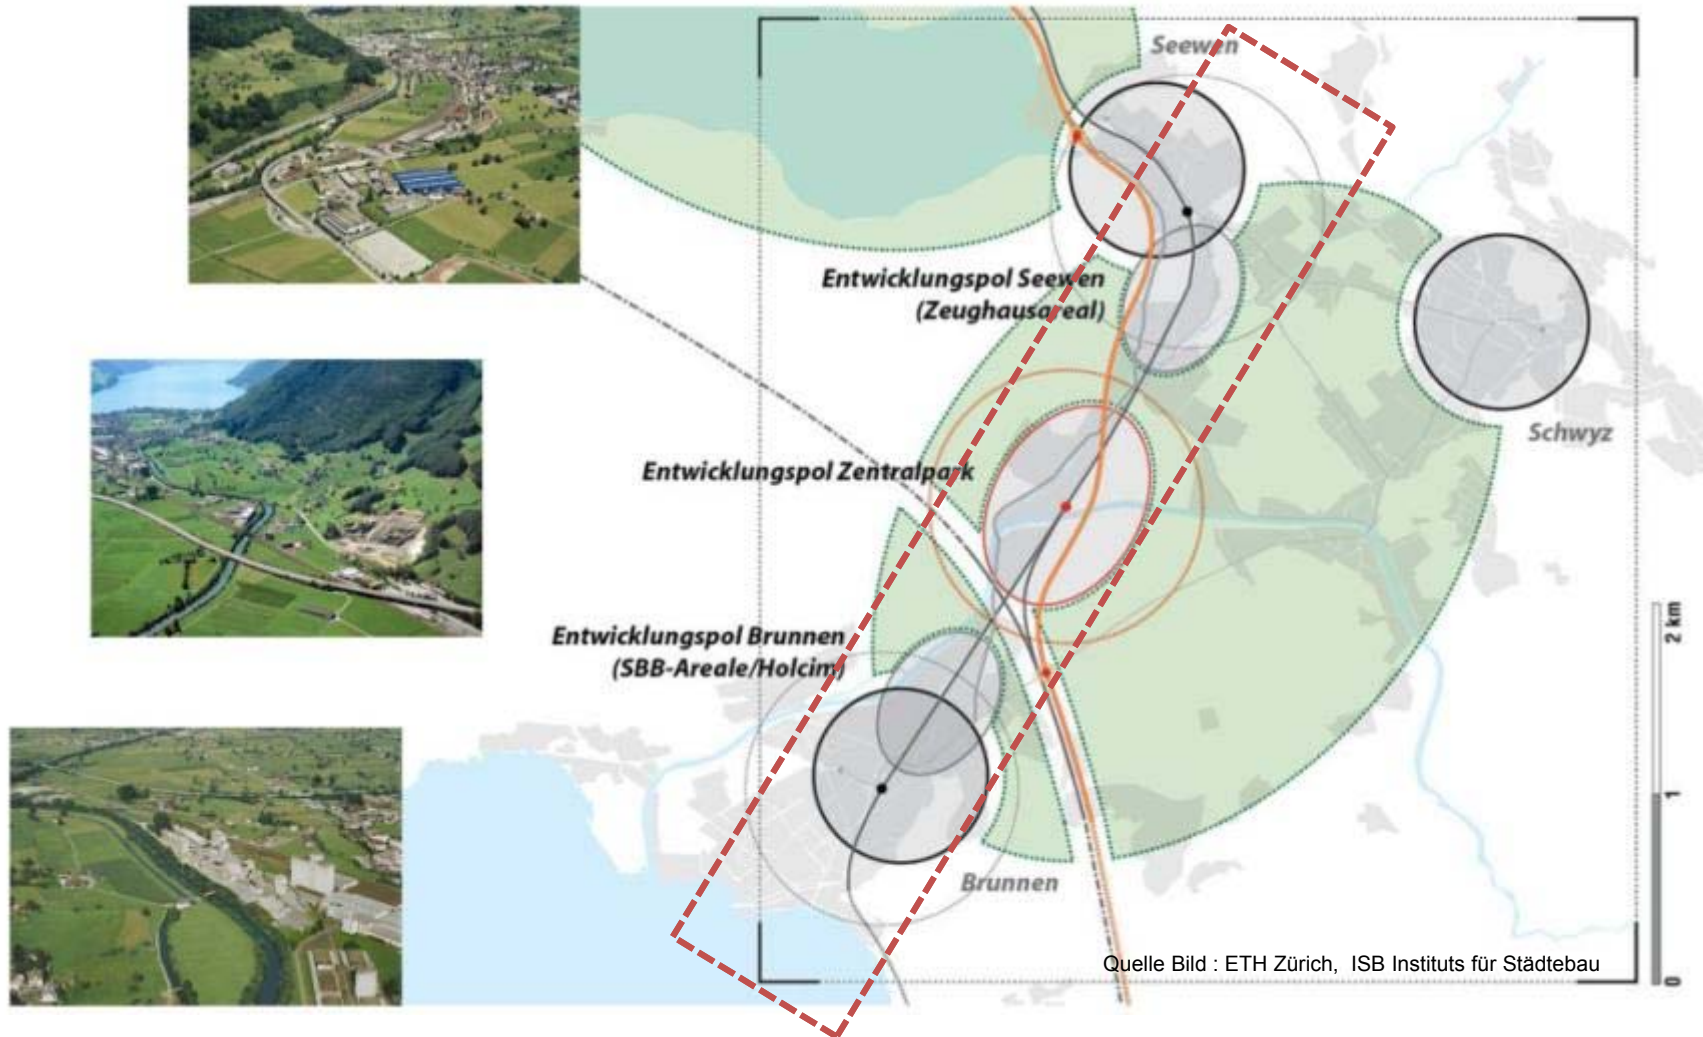 Seewen
Entwicklungspol Seewen
(Zeughausareal)
Schwyz
Entwicklungspol Zentralpark
Entwicklungspol Brunnen
(SBB-Areale/Holcim)
Brunnen
2 km
1
0
Quelle Bild : ETH Zürich, ISB Instituts für Städtebau